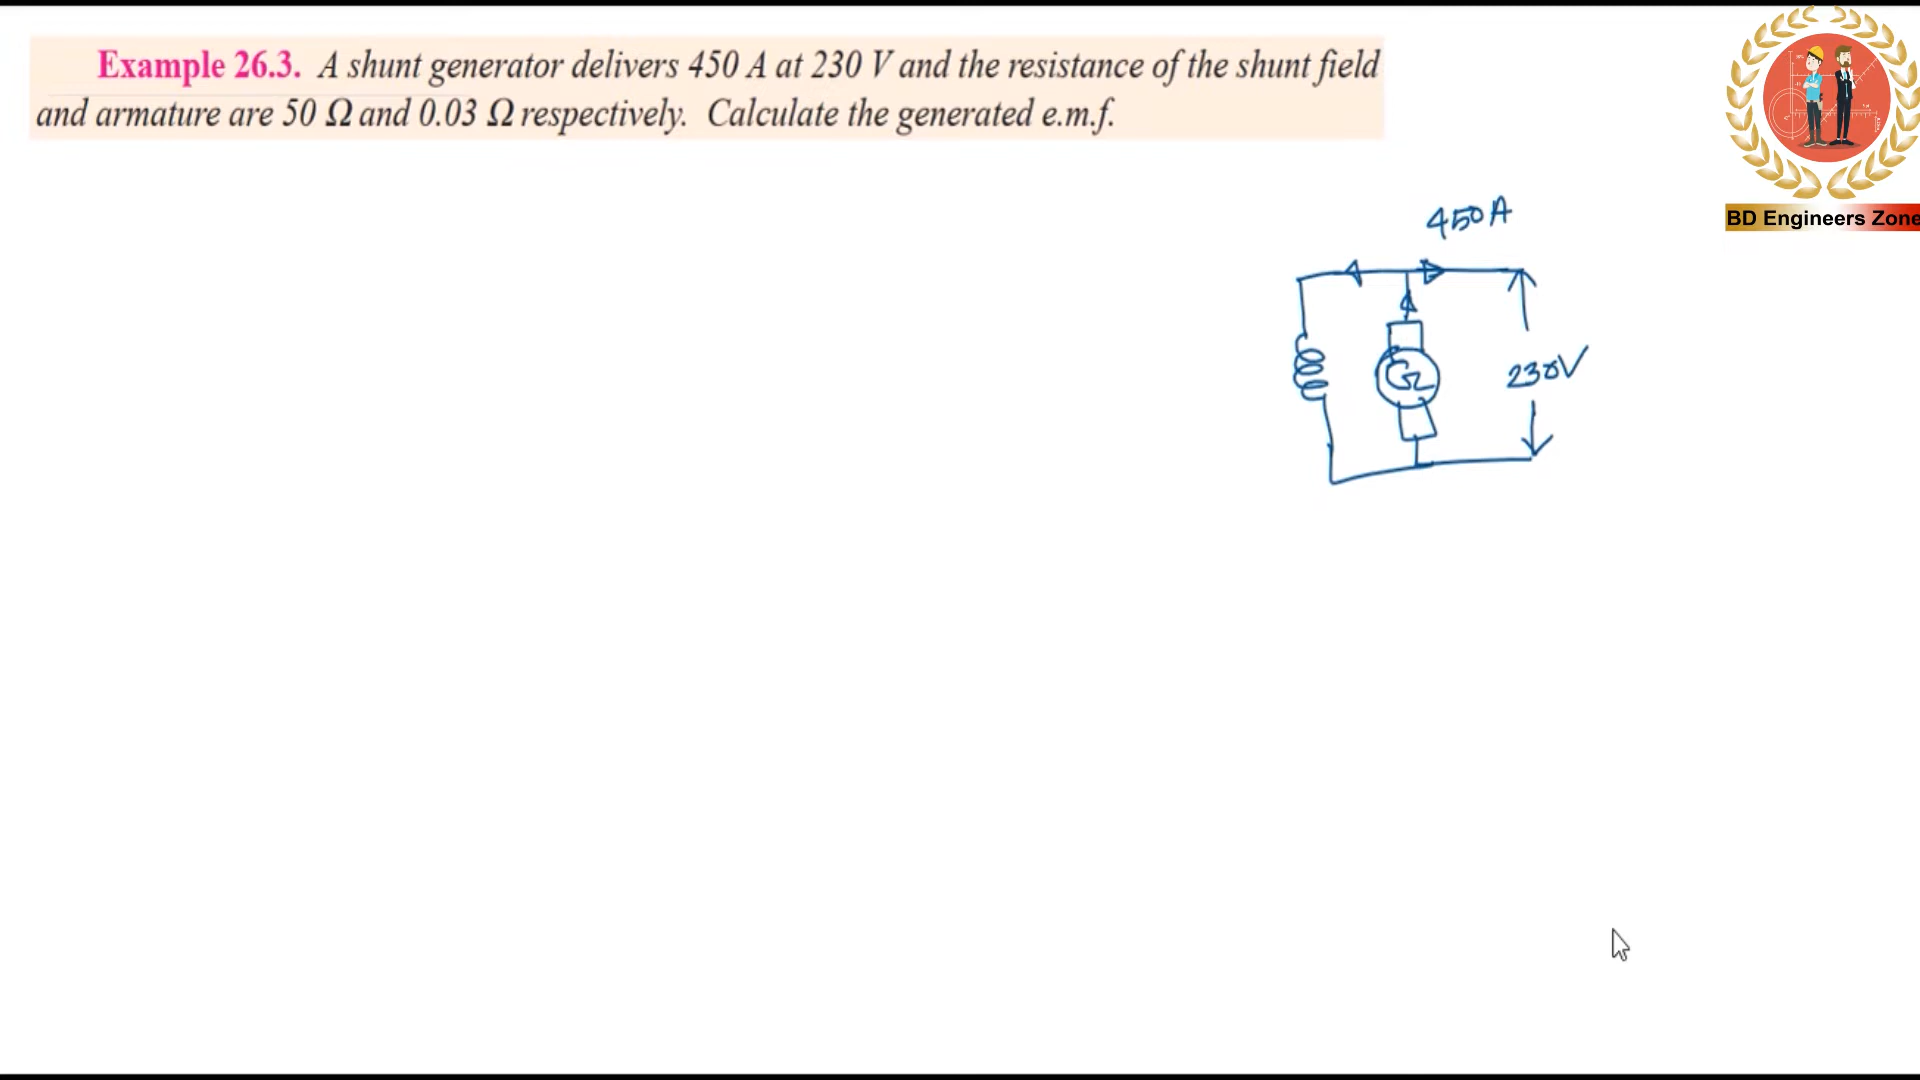 Example 26.3. A shunt generator delivers 450 A at 230 V and the resistance of the shunt field
and armature are 50 Ω and 0.03 Ω respectively. Calculate the generated e.m.f.
BD Engineers Zone
450A
G
230V